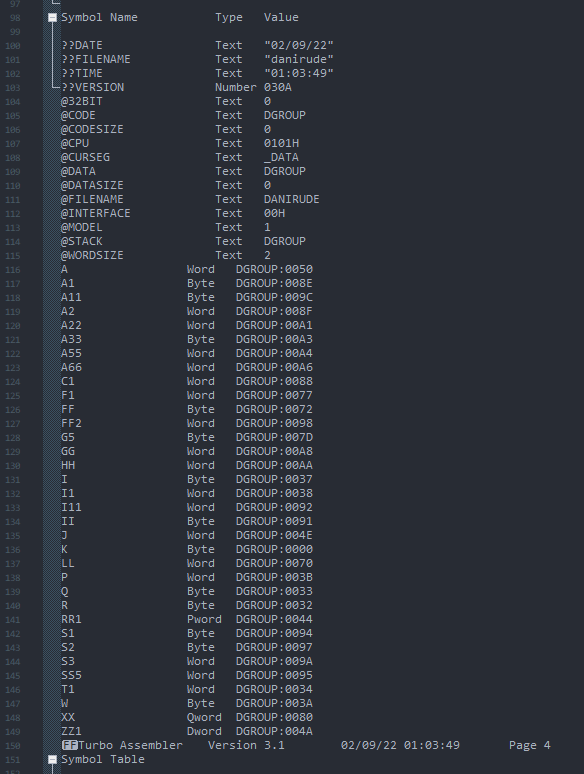 97
98 Symbol Name Type Value
99
100 ??DATE Text "02/09/22"
101 ??FILENAME Text "danirude"
102 ??TIME Text "01:03:49"
103 ??VERSION Number 030A
104 @32BIT Text 0
105 @CODE Text DGROUP
106 @CODESIZE Text 0
107 @CPU Text 0101H
108 @CURSEG Text _DATA
109 @DATA Text DGROUP
110 @DATASIZE Text 0
111 @FILENAME Text DANIRUDE
112 @INTERFACE Text 00H
113 @MODEL Text 1
114 @STACK Text DGROUP
115 @WORDSIZE Text 2
116 A Word DGROUP:0050
117 A1 Byte DGROUP:008E
118 A11 Byte DGROUP:009C
119 A2 Word DGROUP:008F
120 A22 Word DGROUP:00A1
121 A33 Byte DGROUP:00A3
122 A55 Word DGROUP:00A4
123 A66 Word DGROUP:00A6
124 C1 Word DGROUP:0088
125 F1 Word DGROUP:0077
126 FF Byte DGROUP:0072
127 FF2 Word DGROUP:0098
128 G5 Byte DGROUP:007D
129 GG Word DGROUP:00A8
130 HH Word DGROUP:00AA
131 I Byte DGROUP:0037
132 I1 Word DGROUP:0038
133 I11 Word DGROUP:0092
134 II Byte DGROUP:0091
135 J Word DGROUP:004E
136 K Byte DGROUP:0000
137 LL Word DGROUP:0070
138 P Word DGROUP:003B
139 Q Byte DGROUP:0033
140 R Byte DGROUP:0032
141 RR1 Pword DGROUP:0044
142 S1 Byte DGROUP:0094
143 S2 Byte DGROUP:0097
144 S3 Word DGROUP:009A
145 SS5 Word DGROUP:0095
146 T1 Word DGROUP:0034
147 W Byte DGROUP:003A
148 XX Qword DGROUP:0080
149 ZZ1 Dword DGROUP:004A
150 FF Turbo Assembler Version 3.1 02/09/22 01:03:49 Page 4
151 Symbol Table